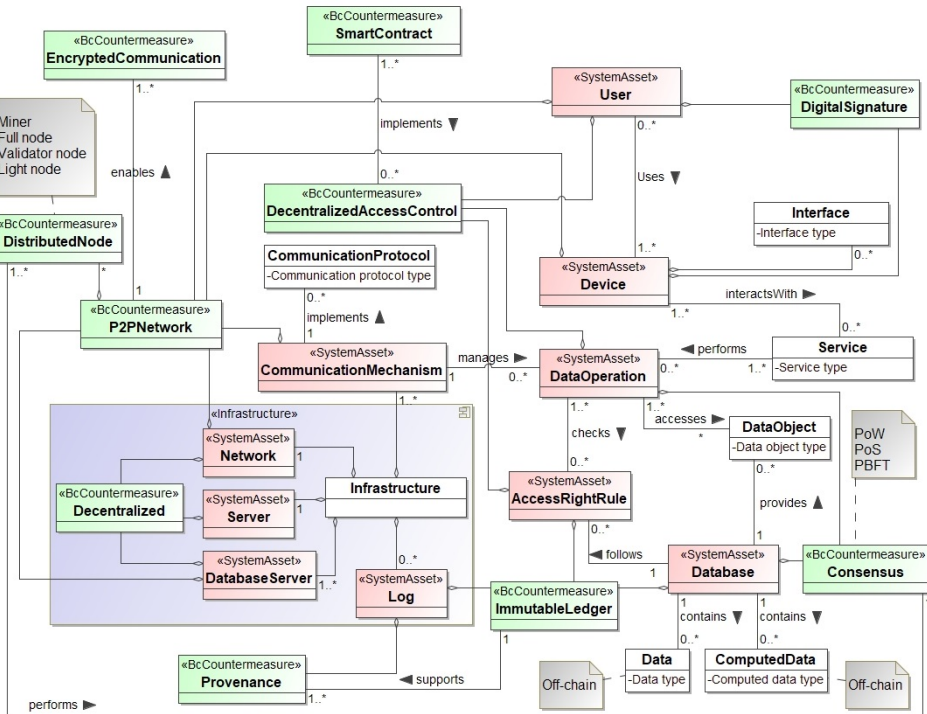 «BcCountermeasure»
SmartContract
1..*
«BcCountermeasure»
EncryptedCommunication
1..*
«SystemAsset»
User
0..*
«BcCountermeasure»
DigitalSignature
Miner
Full node
Validator node
Light node
enables
implements
0..*
Uses
1..*
«BcCountermeasure»
DecentralizedAccessControl
Interface
-Interface type
0..*
«BcCountermeasure»
DistributedNode
1..*
*
1
CommunicationProtocol
-Communication protocol type
0..*
implements
1
«SystemAsset»
Device
1..*
interactsWith
0..*
«BcCountermeasure»
P2PNetwork
«SystemAsset»
CommunicationMechanism
1
manages
0..*
1..*
«SystemAsset»
DataOperation
0..*
performs
1..*
Service
-Service type
1..*
checks
0..*
1..*
accesses
*
DataObject
-Data object type
0..*
PoW
PoS
PBFT
«Infrastructure»
«SystemAsset»
Network
1
«BcCountermeasure»
Decentralized
«SystemAsset»
Server
1
Infrastructure
«SystemAsset»
DatabaseServer
1..*
0..*
«SystemAsset»
Log
«SystemAsset»
AccessRightRule
0..*
follows
1
provides
1
«SystemAsset»
Database
«BcCountermeasure»
Consensus
«BcCountermeasure»
ImmutableLedger
1
1
contains
0..*
1
contains
0..*
Data
-Data type
ComputedData
-Computed data type
Off-chain
Off-chain
«BcCountermeasure»
Provenance
1..*
supports
performs